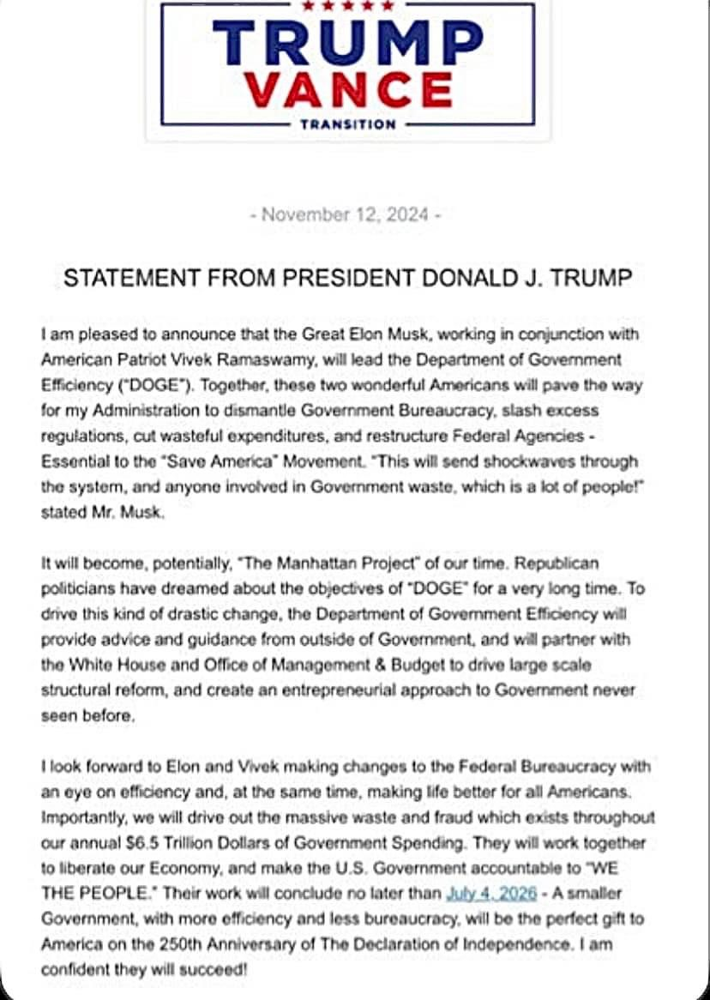 TRUMP
VANCE
TRANSITION
- November 12, 2024 -
STATEMENT FROM PRESIDENT DONALD J. TRUMP
I am pleased to announce that the Great Elon Musk, working in conjunction with
American Patriot Vivek Ramaswamy, will lead the Department of Government
Efficiency ("DOGE"). Together, these two wonderful Americans will pave the way
for my Administration to dismantle Government Bureaucracy, slash excess
regulations, cut wasteful expenditures, and restructure Federal Agencies -
Essential to the "Save America" Movement. "This will send shockwaves through
the system, and anyone involved in Government waste, which is a lot of people!"
stated Mr. Musk.
It will become, potentially, "The Manhattan Project" of our time. Republican
politicians have dreamed about the objectives of "DOGE" for a very long time. To
drive this kind of drastic change, the Department of Government Efficiency will
provide advice and guidance from outside of Government, and will partner with
the White House and Office of Management & Budget to drive large scale
structural reform, and create an entrepreneurial approach to Government never
seen before.
I look forward to Elon and Vivek making changes to the Federal Bureaucracy with
an eye on efficiency and, at the same time, making life better for all Americans.
Importantly, we will drive out the massive waste and fraud which exists throughout
our annual $6.5 Trillion Dollars of Government Spending. They will work together
to liberate our Economy, and make the U.S. Government accountable to "WE
THE PEOPLE." Their work will conclude no later than July 4, 2026 - A smaller
Government, with more efficiency and less bureaucracy, will be the perfect gift to
America on the 250th Anniversary of The Declaration of Independence. I am
confident they will succeed!